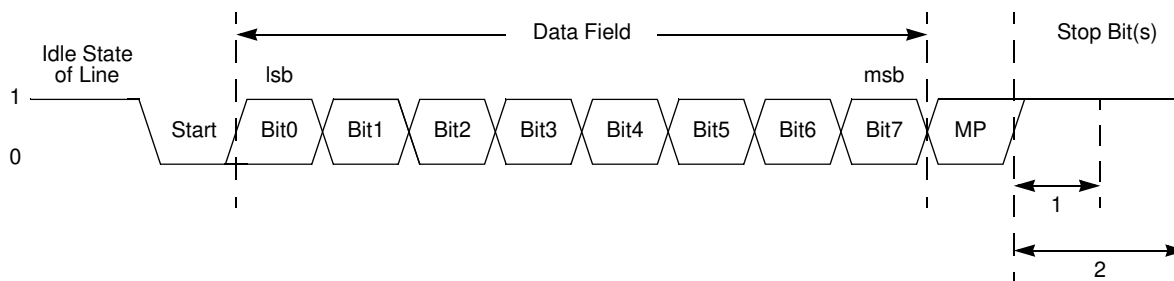 Data Field
Stop Bit(s)
Idle State
of Line
lsb
msb
1
Start
Bit0
Bit1
Bit2
Bit3
Bit4
Bit5
Bit6
Bit7
MP
0
1
2